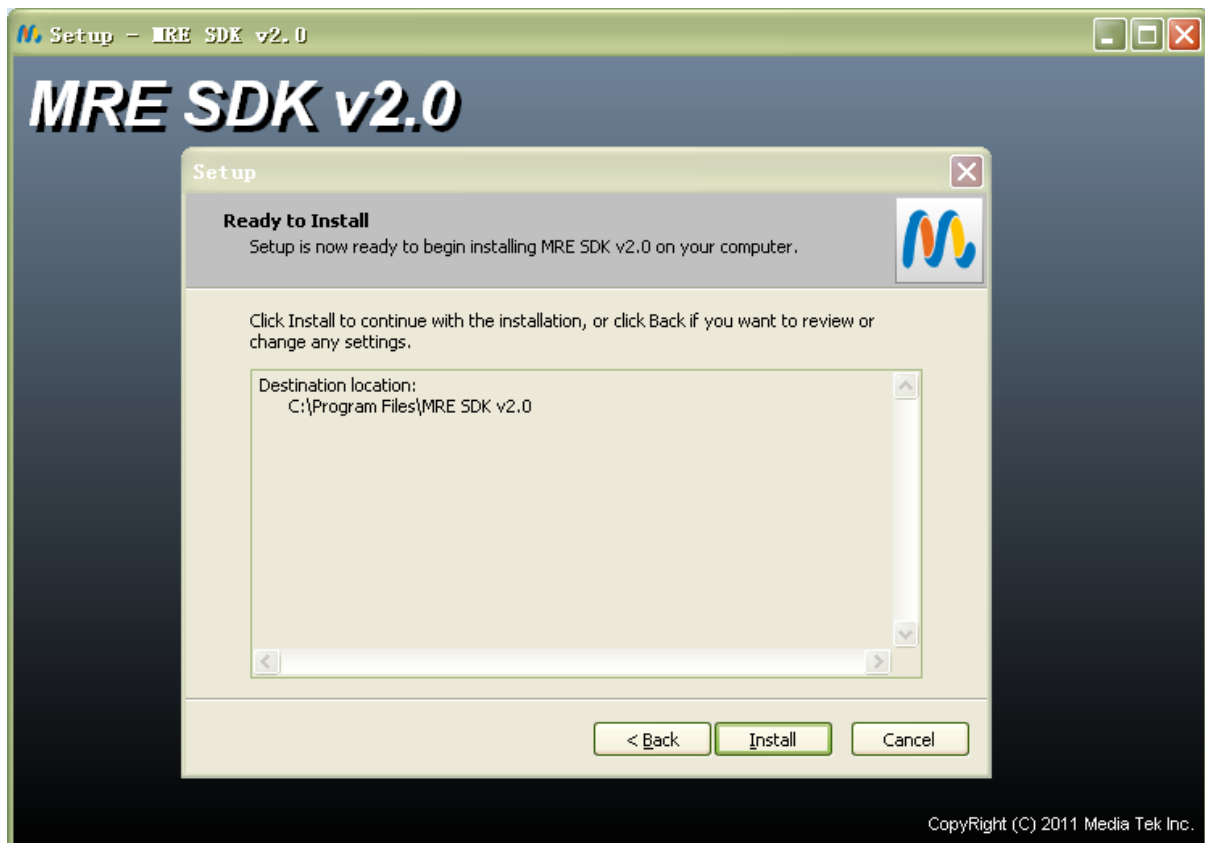 Setup - MRE SDK v2.0
MRE SDK v2.0
Setup
Ready to Install
Setup is now ready to begin installing MRE SDK v2.0 on your computer.
Click Install to continue with the installation, or click Back if you want to review or
change any settings.
Destination location:
C:\Program Files\MRE SDK v2.0
< Back
Install
Cancel
CopyRight (C) 2011 Media Tek Inc.